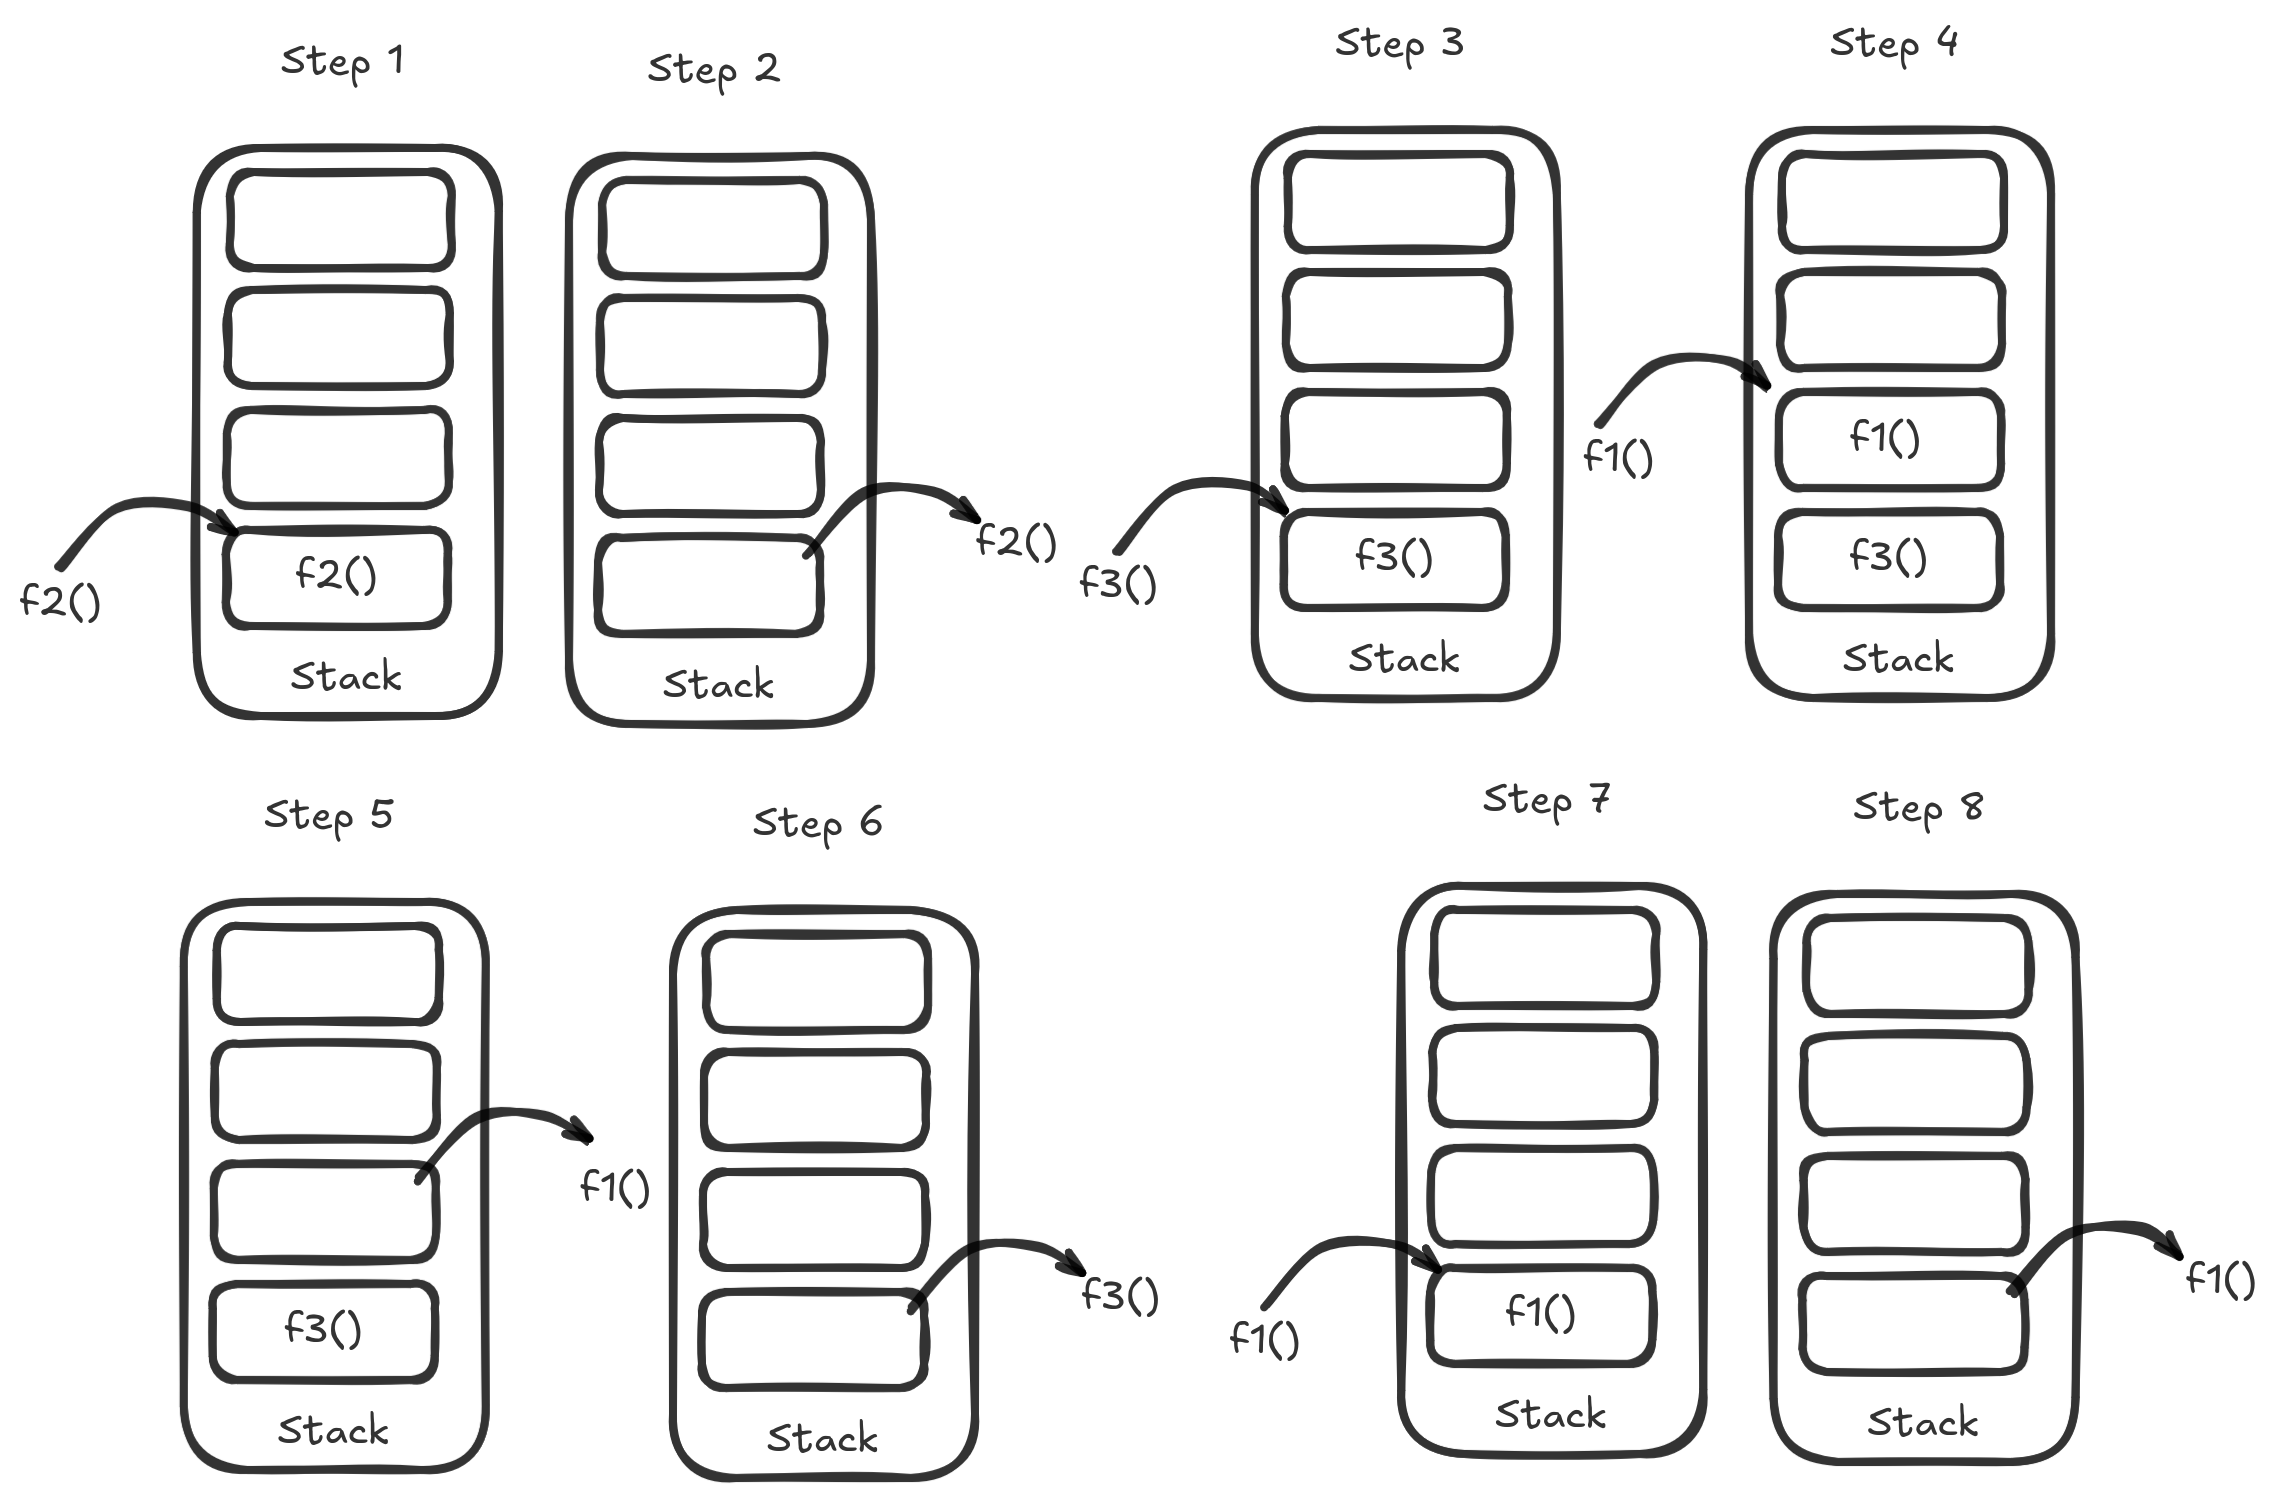 Step 1
f2()
f2()
Stack
Step 2
f2()
Stack
Step 3
f3()
f3()
Stack
Step 4
f1()
f1()
f3()
Stack
Step 5
f1()
f3()
Stack
Step 6
f3()
Stack
Step 7
f1()
f1()
Stack
Step 8
f1()
Stack